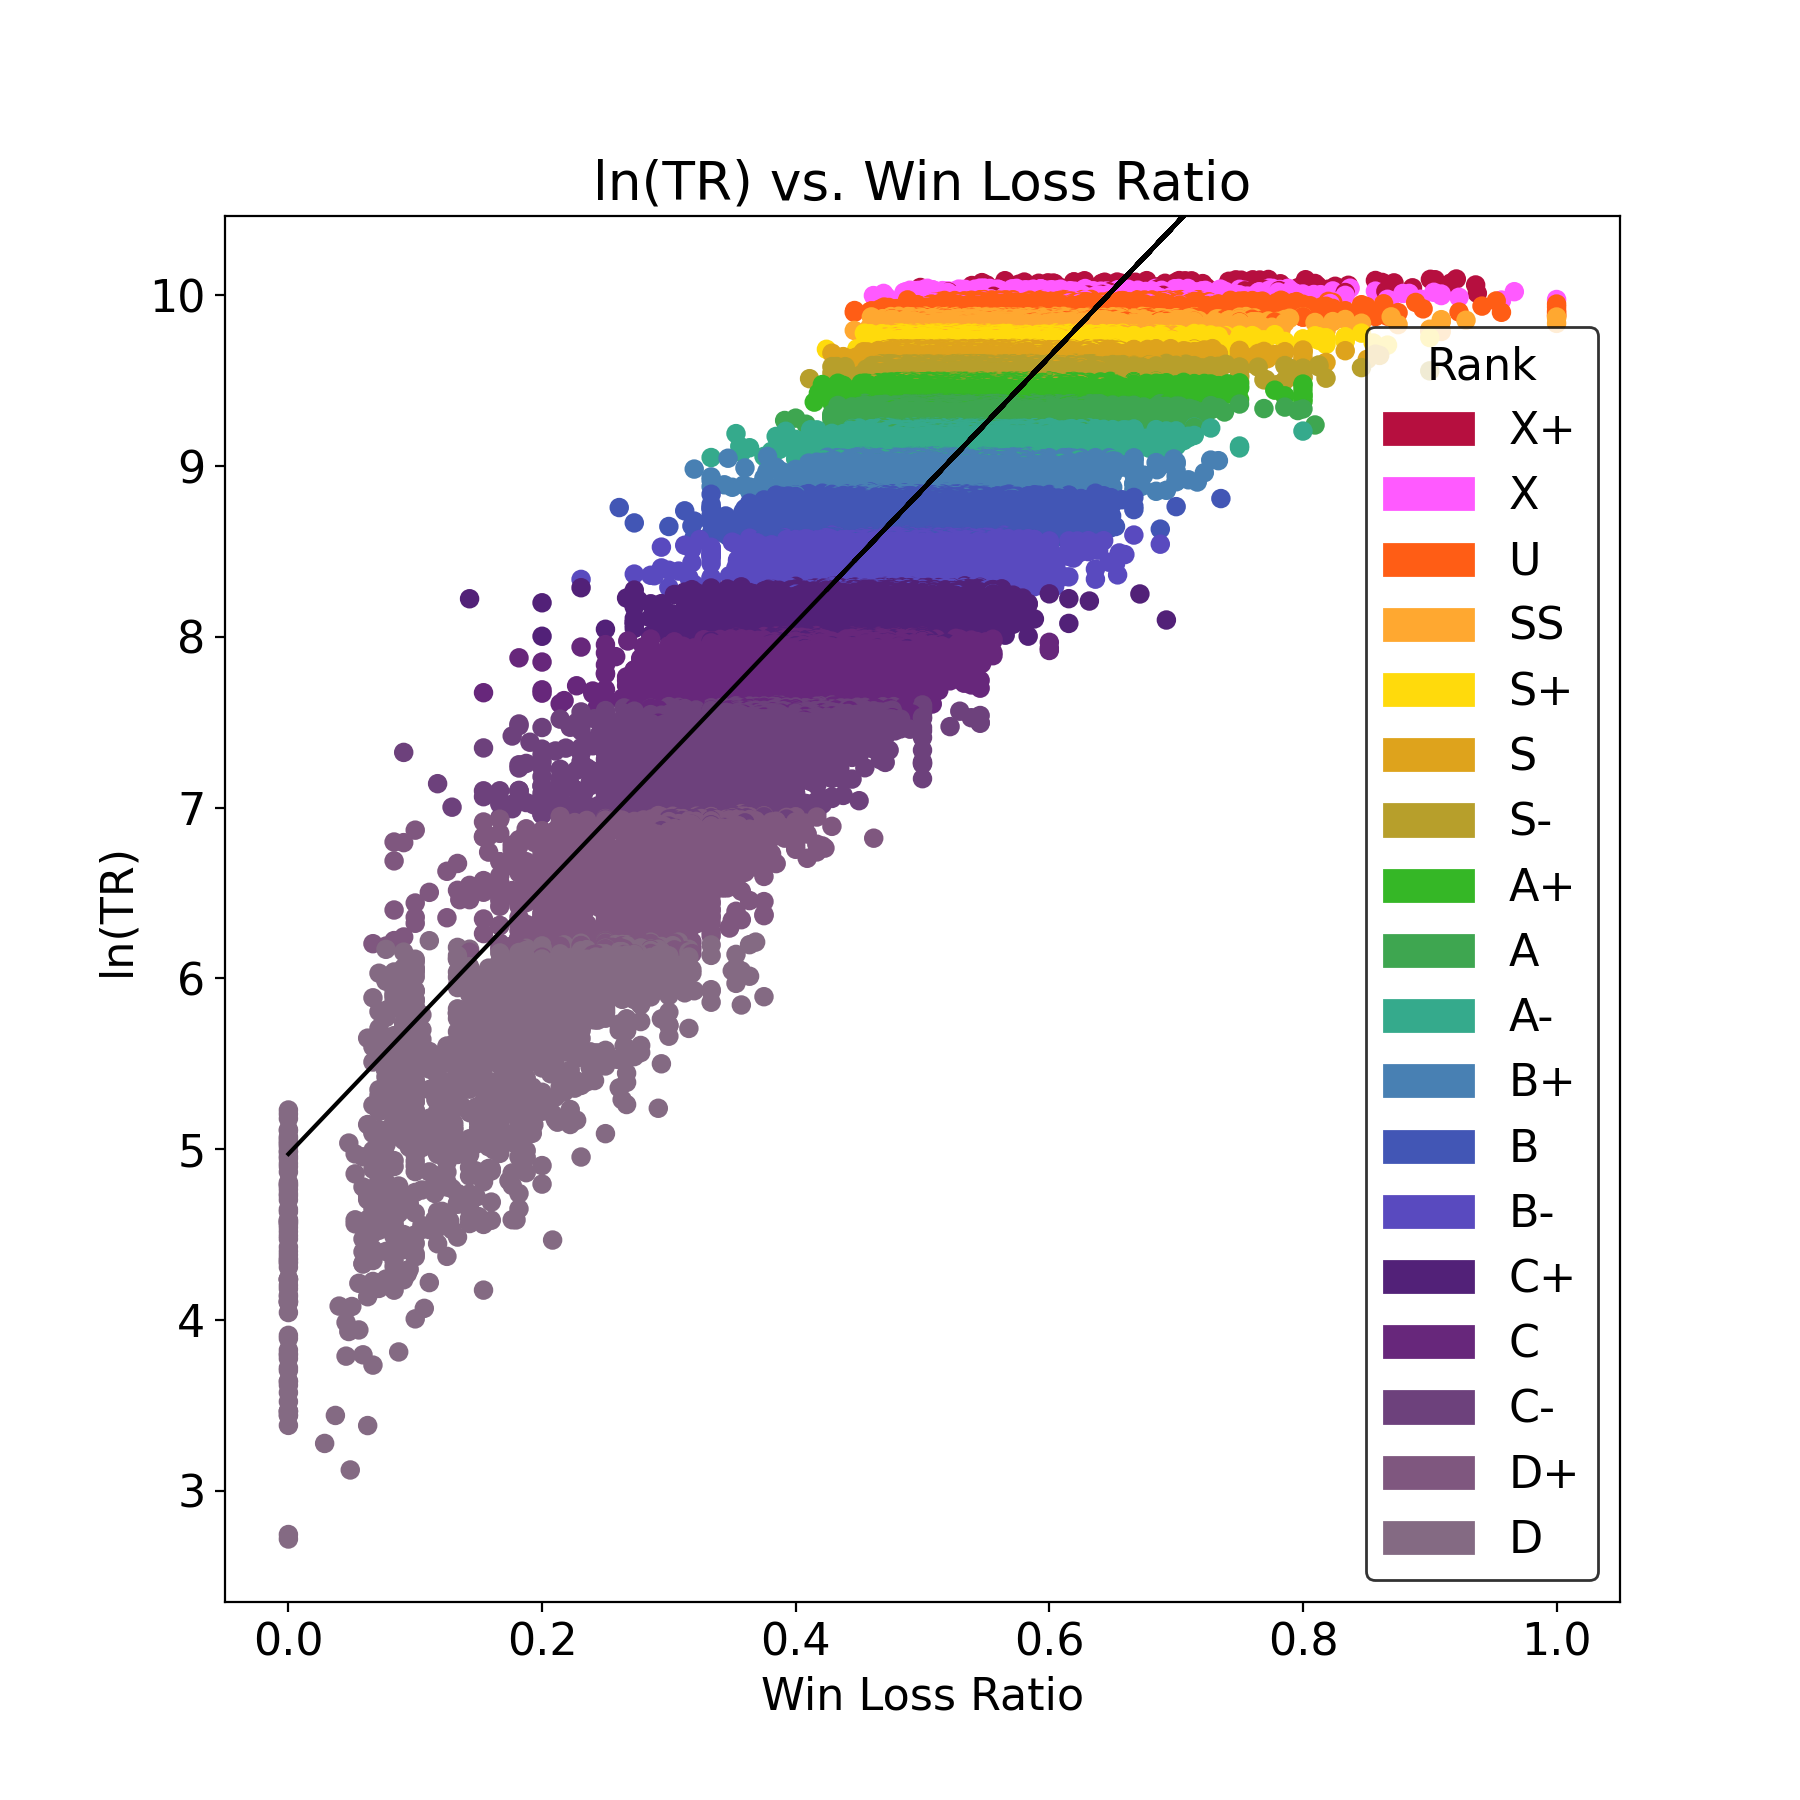 ln(TR) vs. Win Loss Ratio
10
9
8
7
6
5
4
3
ln(TR)
0.0 0.2 0.4 0.6 0.8 1.0
Win Loss Ratio
Rank
X+
X
U
SS
S+
S
S-
A+
A
A-
B+
B
B-
C+
C
C-
D+
D